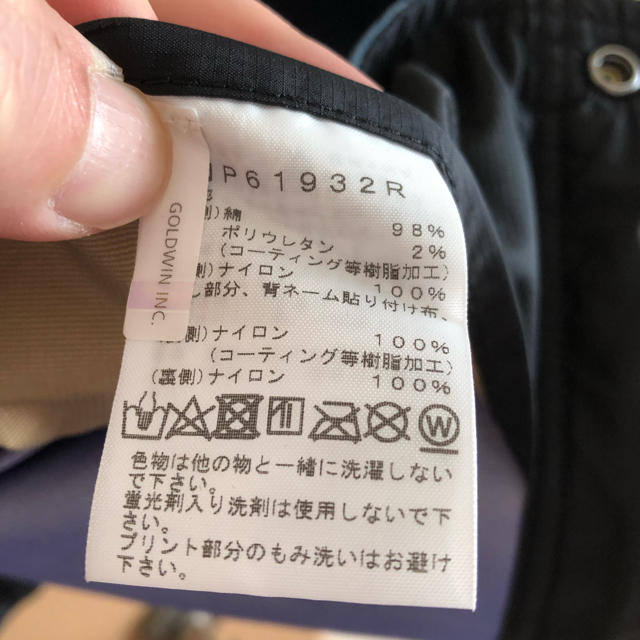 P61932R
GOLDWIN INC.
側)綿 98%
ポリウレタン 2%
(コーティング等樹脂加工)
側)ナイロン 100%
し部分、背ネーム貼り付け布、
側)ナイロン 100%
(コーティング等樹脂加工)
(裏側)ナイロン 100%
W
色物は他の物と一緒に洗濯しない
で下さい。
蛍光剤入り洗剤は使用しないで下
さい。
プリント部分のもみ洗いはお避け
下さい。